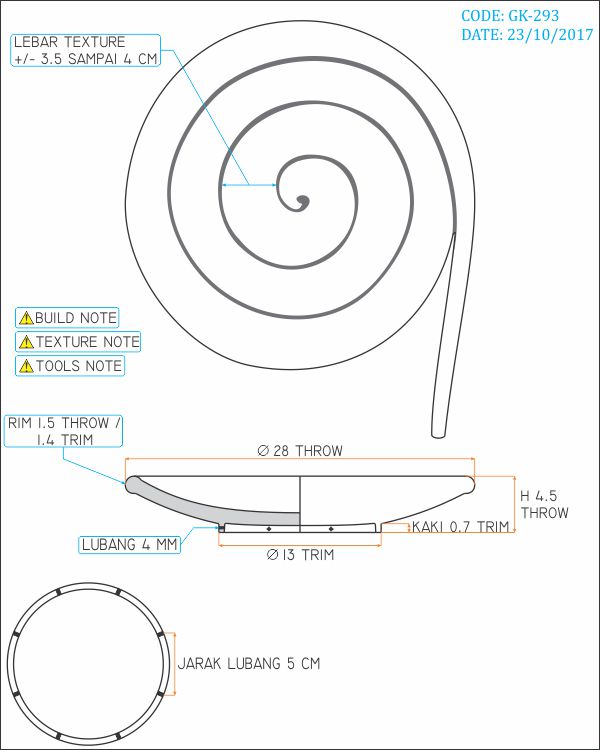 CODE: GK-293
DATE: 23/10/2017
LEBAR TEXTURE
+/- 3.5 SAMPAI 4 CM
BUILD NOTE
TEXTURE NOTE
TOOLS NOTE
RIM 1.5 THROW /
1.4 TRIM
Ø 28 THROW
H 4.5
THROW
KAKI 0.7 TRIM
LUBANG 4 MM
Ø 13 TRIM
JARAK LUBANG 5 CM